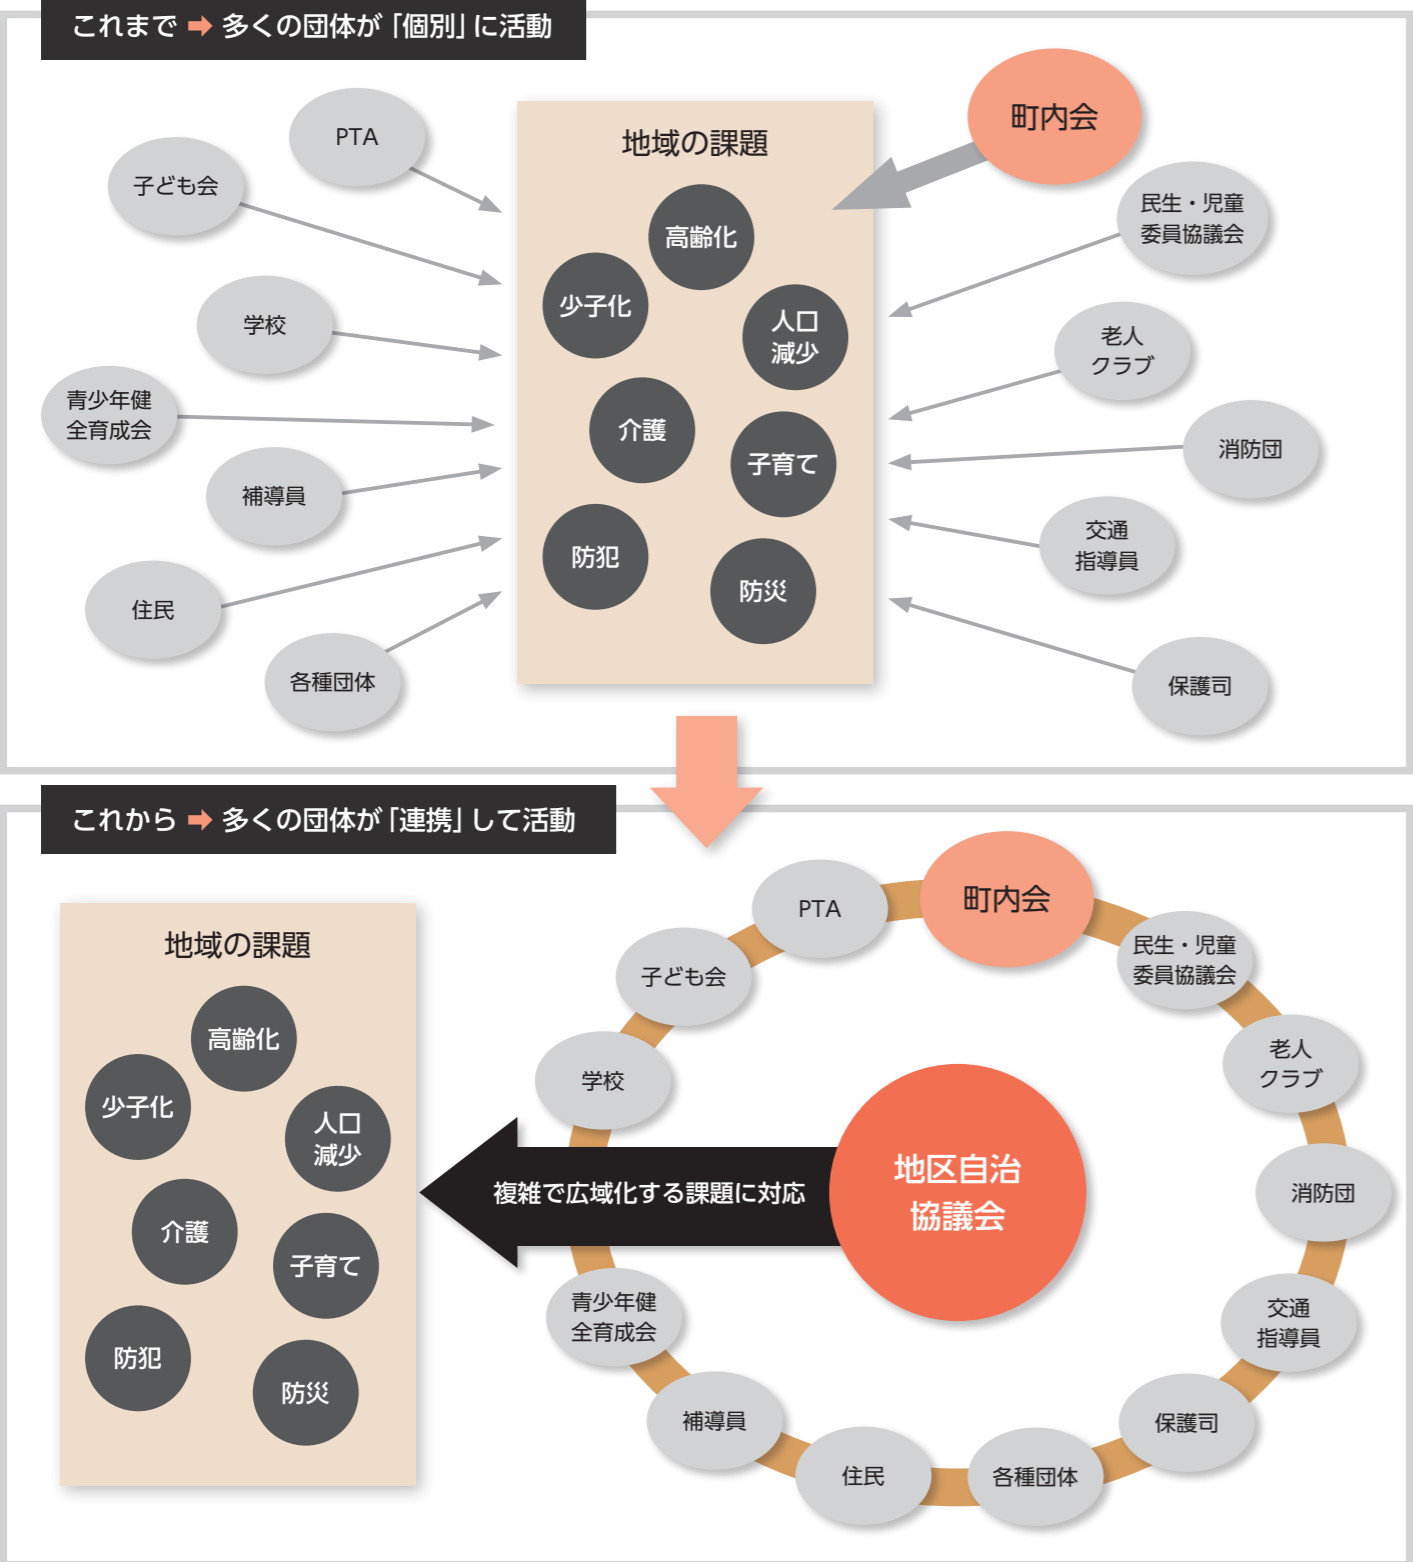 これまで ➡ 多くの団体が「個別」に活動
PTA
子ども会
学校
青少年健
全育成会
補導員
住民
各種団体
地域の課題
高齢化
少子化
人口
減少
介護
子育て
防犯
防災
町内会
民生・児童
委員協議会
老人
クラブ
消防団
交通
指導員
保護司
これから ➡ 多くの団体が「連携」して活動
地域の課題
高齢化
少子化
人口
減少
介護
子育て
防犯
防災
複雑で広域化する課題に対応
地区自治
協議会
町内会
民生・児童
委員協議会
老人
クラブ
消防団
交通
指導員
保護司
各種団体
住民
補導員
青少年健
全育成会
学校
子ども会
PTA